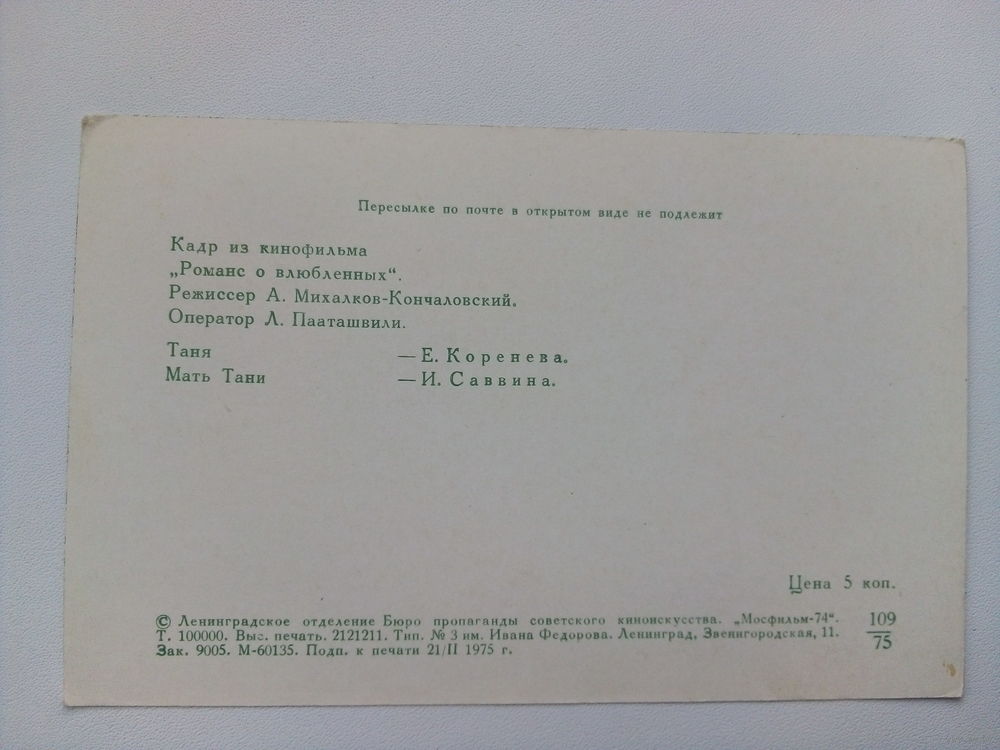 Пересылке по почте в открытом виде не подлежит
Кадр из кинофильма
„Романс о влюбленных“.
Режиссер А. Михалков-Кончаловский.
Оператор Л. Пааташвили.
Таня — Е. Коренева.
Мать Тани — И. Саввина.
Цена 5 коп.
© Ленинградское отделение Бюро пропаганды советского киноискусства. „Мосфильм-74“.
Т. 100000. Выс. печать. 2121211. Тип. № 3 им. Ивана Федорова. Ленинград, Звенигородская, 11.
Зак. 9005. М-60135. Подп. к печати 21/II 1975 г.
109
75